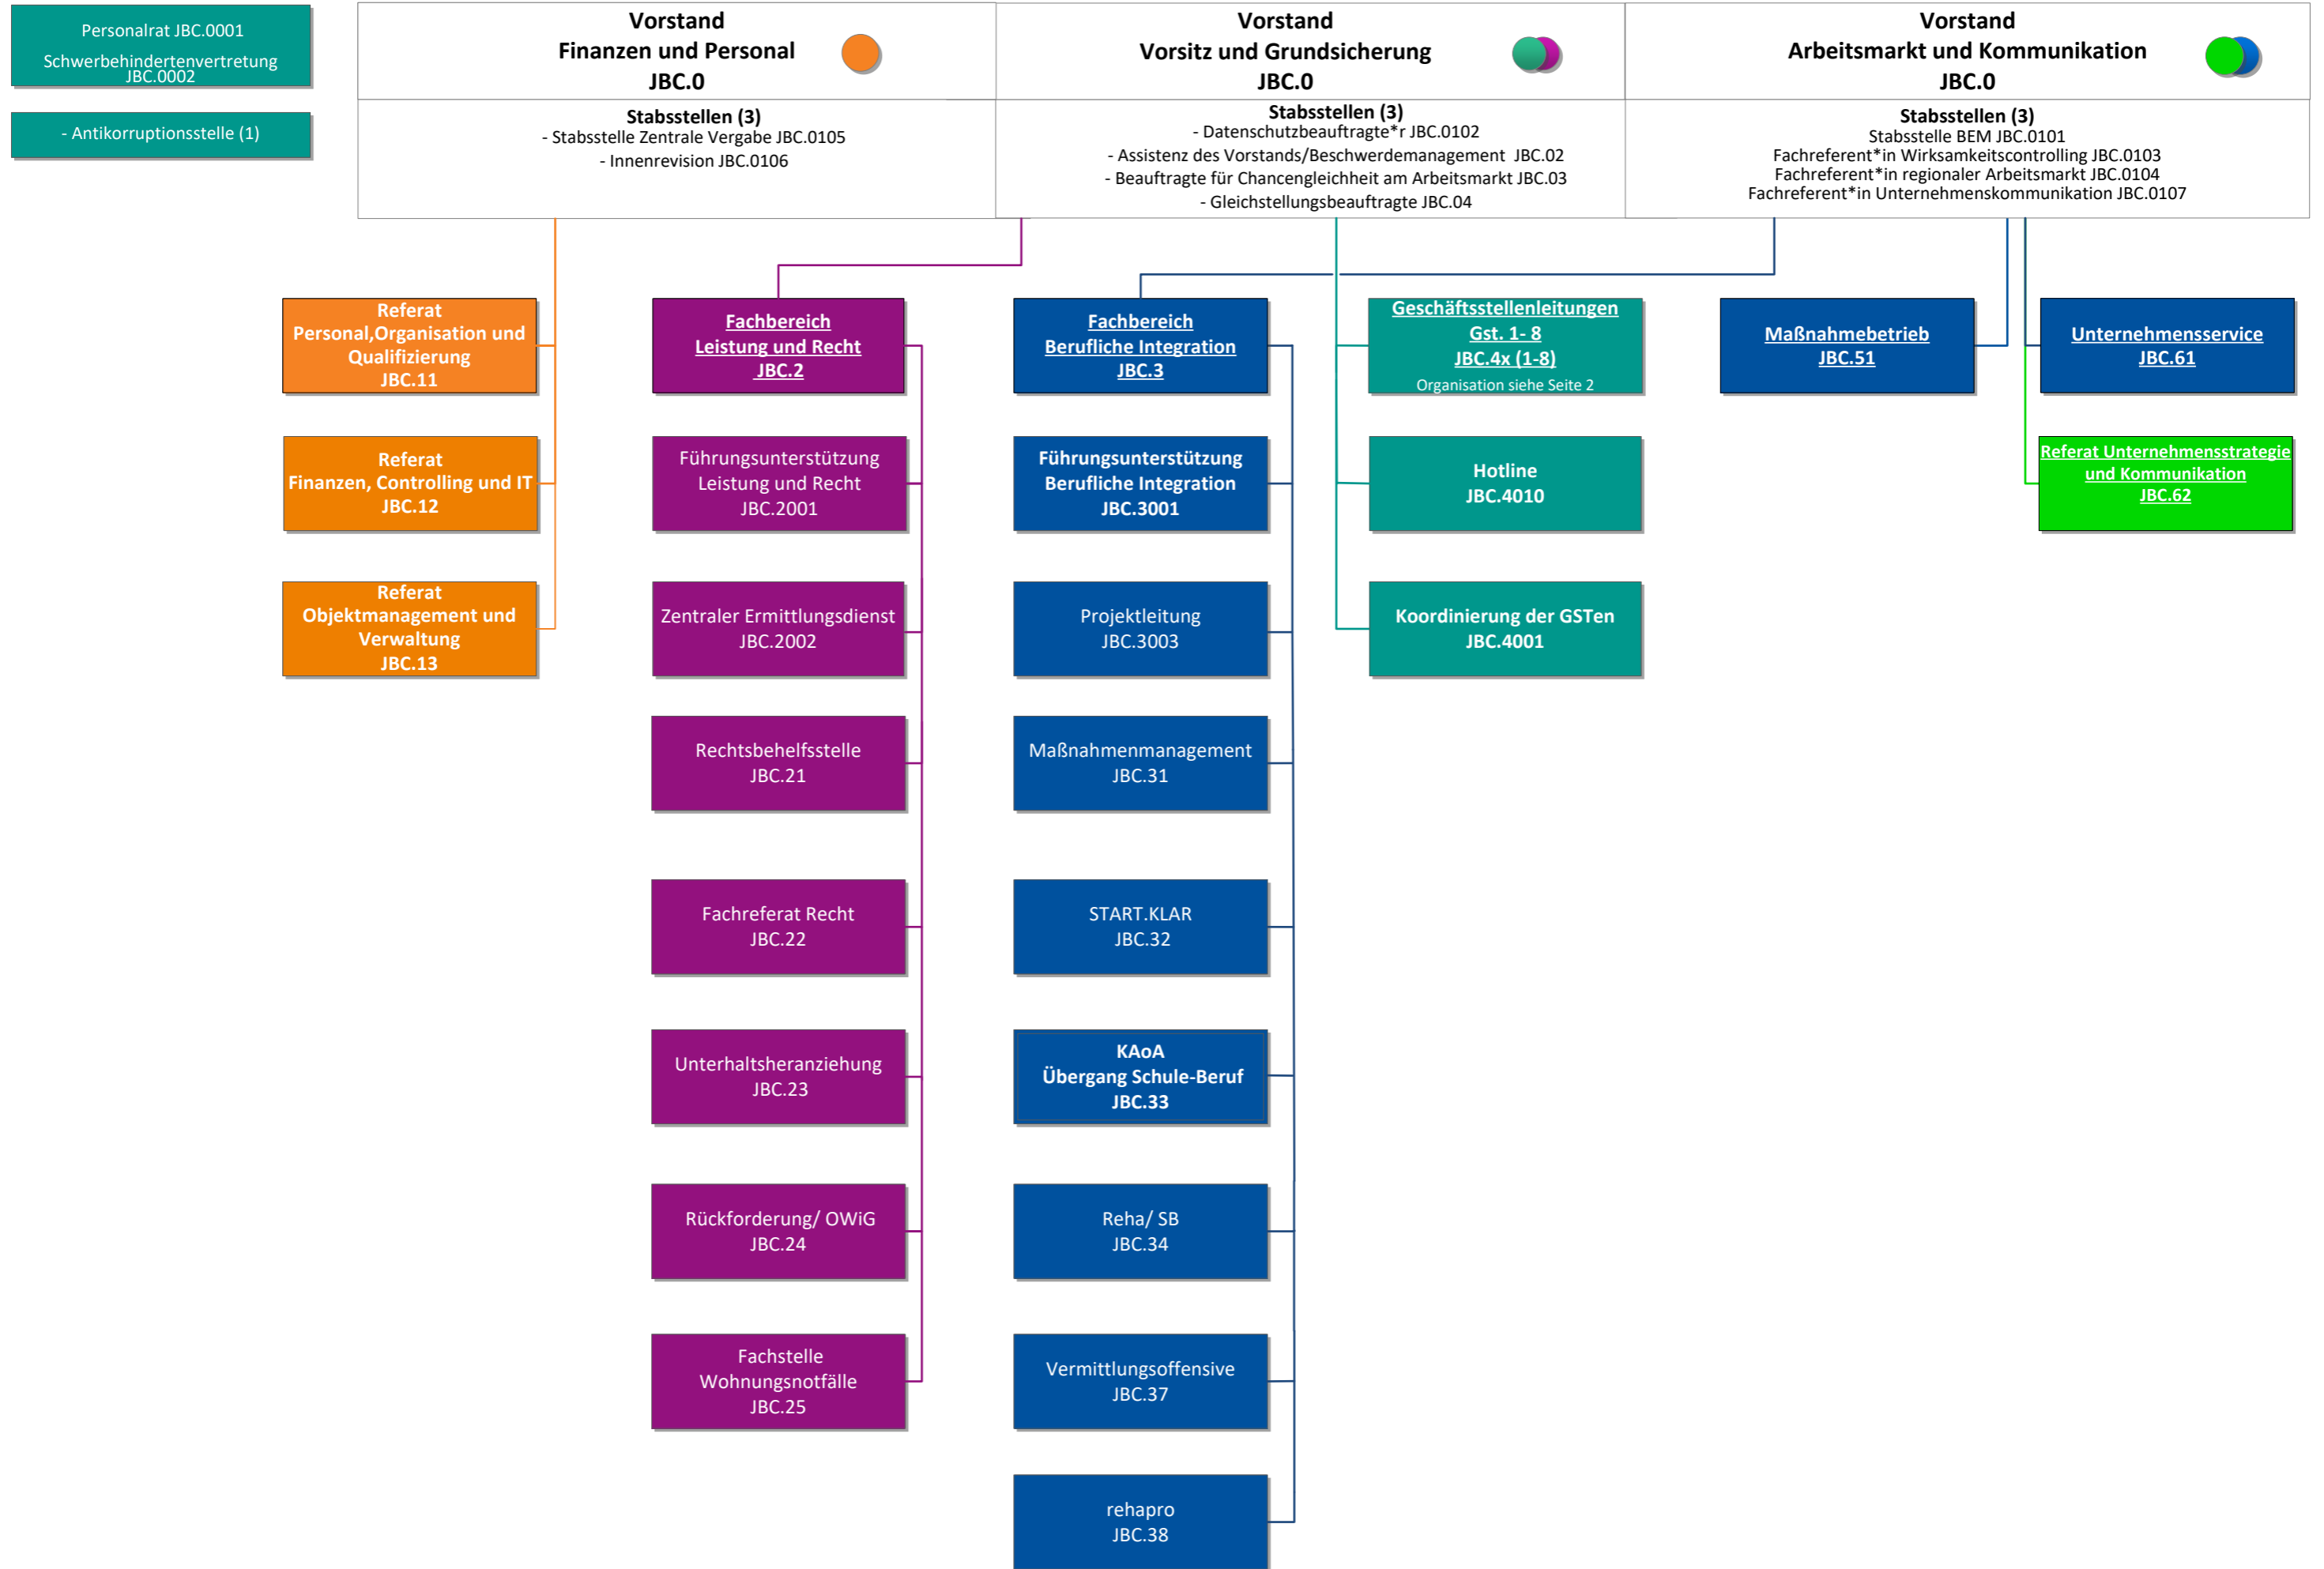 Personalrat JBC.0001
Schwerbehindertenvertretung
JBC.0002
- Antikorruptionsstelle (1)
Vorstand
Finanzen und Personal
JBC.0
Stabsstellen (3)
- Stabsstelle Zentrale Vergabe JBC.0105
- Innenrevision JBC.0106
Vorstand
Vorsitz und Grundsicherung
JBC.0
Stabsstellen (3)
- Datenschutzbeauftragte*r JBC.0102
- Assistenz des Vorstands/Beschwerdemanagement JBC.02
- Beauftragte für Chancengleichheit am Arbeitsmarkt JBC.03
- Gleichstellungsbeauftragte JBC.04
Vorstand
Arbeitsmarkt und Kommunikation
JBC.0
Stabsstellen (3)
Stabsstelle BEM JBC.0101
Fachreferent*in Wirksamkeitscontrolling JBC.0103
Fachreferent*in regionaler Arbeitsmarkt JBC.0104
Fachreferent*in Unternehmenskommunikation JBC.0107
Referat
Personal,Organisation und
Qualifizierung
JBC.11
Referat
Finanzen, Controlling und IT
JBC.12
Referat
Objektmanagement und
Verwaltung
JBC.13
Fachbereich
Leistung und Recht
JBC.2
Führungsunterstützung
Leistung und Recht
JBC.2001
Zentraler Ermittlungsdienst
JBC.2002
Rechtsbehelfsstelle
JBC.21
Fachreferat Recht
JBC.22
Unterhaltsheranziehung
JBC.23
Rückforderung/ OWiG
JBC.24
Fachstelle
Wohnungsnotfälle
JBC.25
Fachbereich
Berufliche Integration
JBC.3
Führungsunterstützung
Berufliche Integration
JBC.3001
Projektleitung
JBC.3003
Maßnahmenmanagement
JBC.31
START.KLAR
JBC.32
KAoA
Übergang Schule-Beruf
JBC.33
Reha/ SB
JBC.34
Vermittlungsoffensive
JBC.37
rehapro
JBC.38
Geschäftsstellenleitungen
Gst. 1- 8
JBC.4x (1-8)
Organisation siehe Seite 2
Hotline
JBC.4010
Koordinierung der GSTen
JBC.4001
Maßnahmebetrieb
JBC.51
Unternehmensservice
JBC.61
Referat Unternehmensstrategie
und Kommunikation
JBC.62